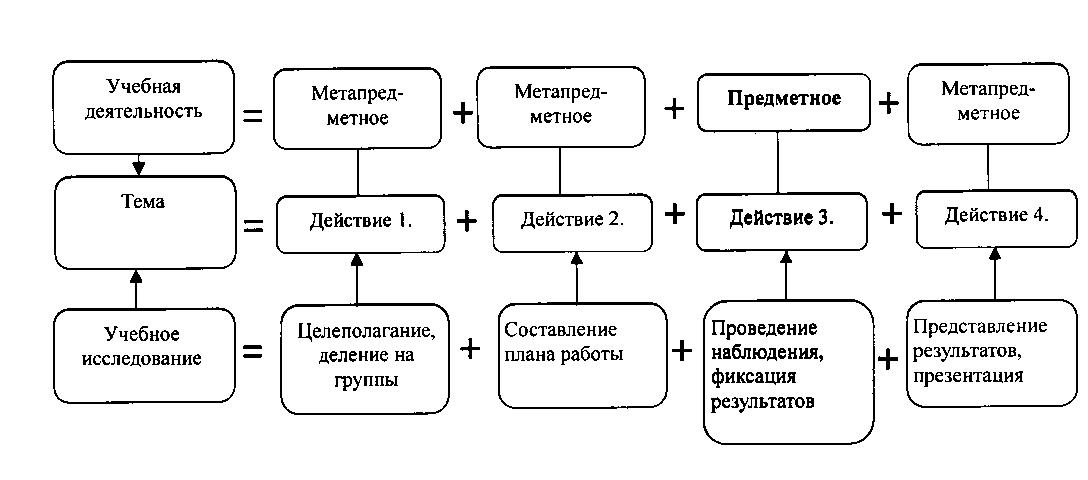 Учебная
деятельность
=
Метапред-
метное
+
Метапред-
метное
+
Предметное
+
Метапред-
метное
Тема
=
Действие 1.
+
Действие 2.
+
Действие 3.
+
Действие 4.
Учебное
исследование
=
Целеполагание,
деление на
группы
+
Составление
плана работы
+
Проведение
наблюдения,
фиксация
результатов
+
Представление
результатов,
презентация